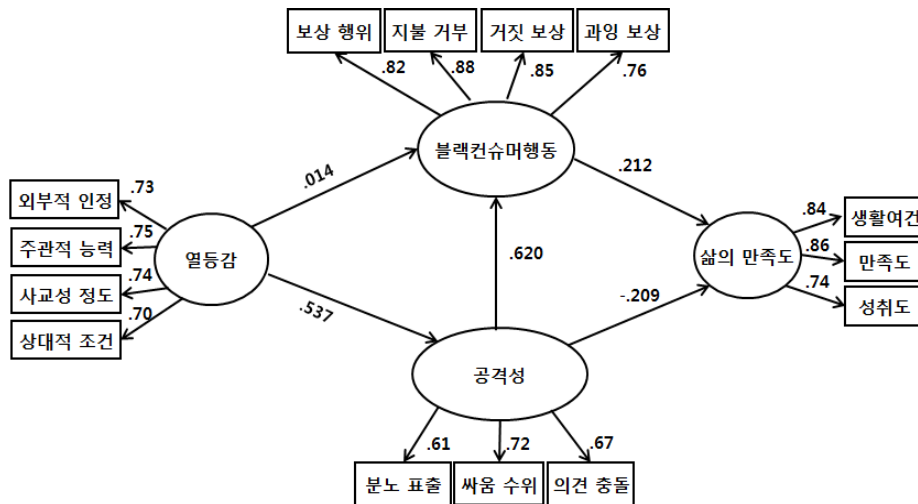 보상 행위
지불 거부
거짓 보상
과잉 보상
.82
.88
.85
.76
블랙컨슈머행동
.014
.212
외부적 인정
.73
주관적 능력
.75
사교성 정도
.74
상대적 조건
.70
열등감
.620
삶의 만족도
.84
생활여건
.86
만족도
.74
성취도
.537
-.209
공격성
.61
.72
.67
분노 표출
싸움 수위
의견 충돌